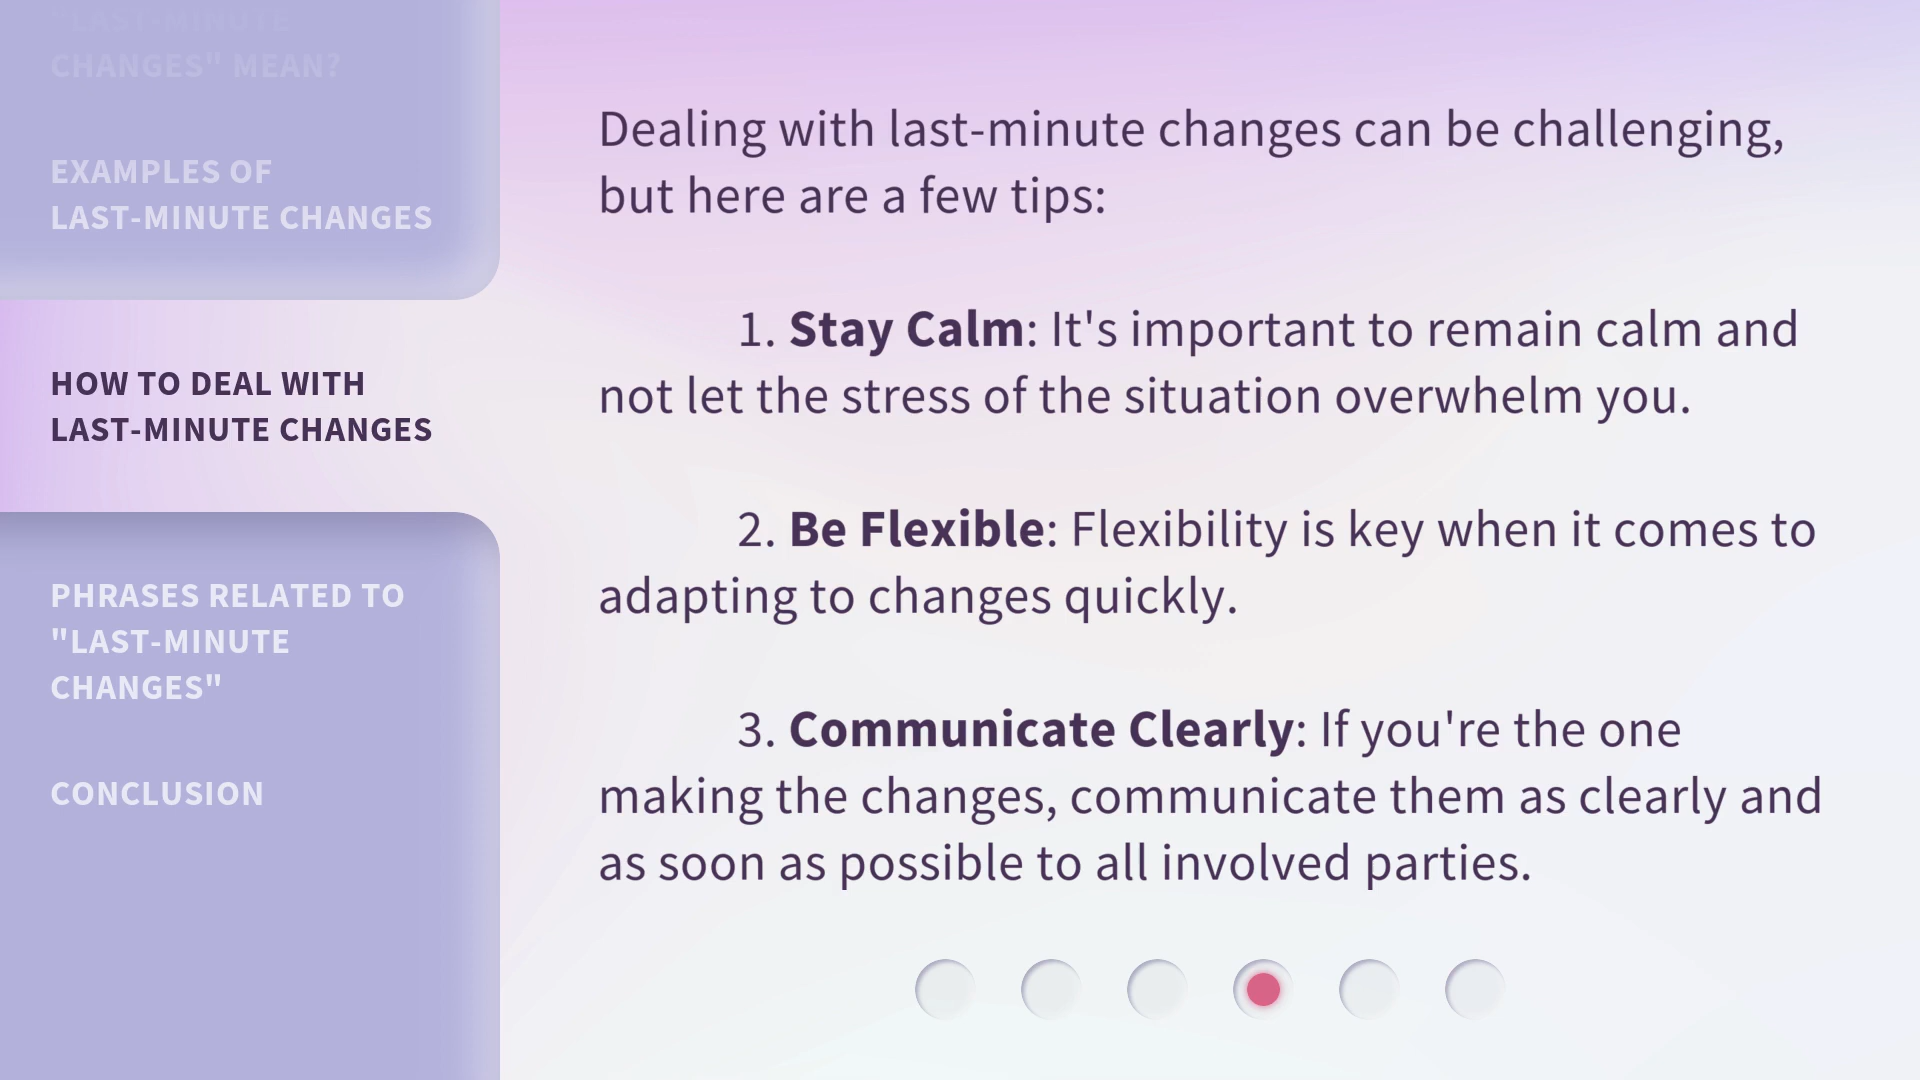 "LAST-MINUTE
CHANGES" MEAN?
EXAMPLES OF
LAST-MINUTE CHANGES
HOW TO DEAL WITH
LAST-MINUTE CHANGES
PHRASES RELATED TO
"LAST-MINUTE
CHANGES"
CONCLUSION
Dealing with last-minute changes can be challenging,
but here are a few tips:
1. Stay Calm: It's important to remain calm and
not let the stress of the situation overwhelm you.
2. Be Flexible: Flexibility is key when it comes to
adapting to changes quickly.
3. Communicate Clearly: If you're the one
making the changes, communicate them as clearly and
as soon as possible to all involved parties.